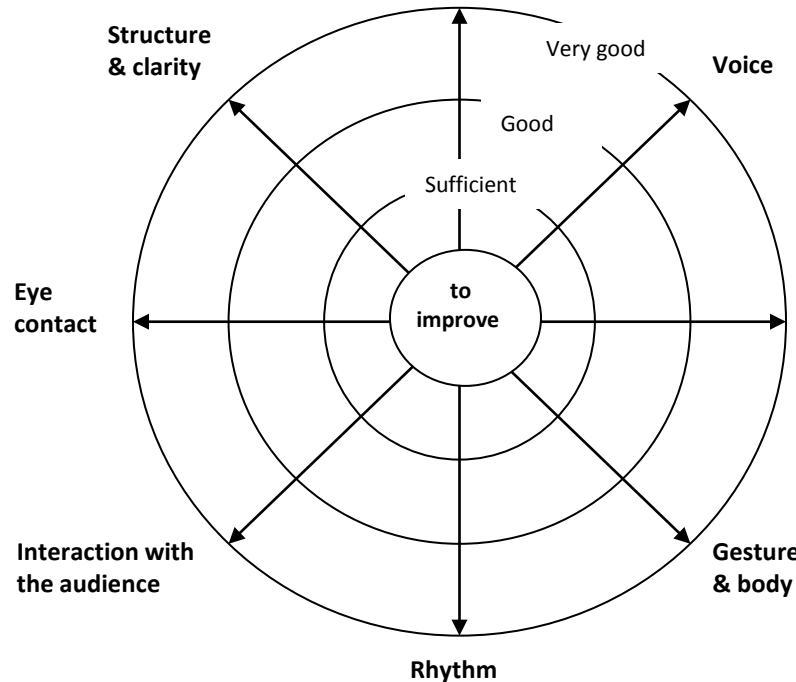 Structure
& clarity
Very good
Voice
Good
Sufficient
to
improve
Eye
contact
Interaction with
the audience
Gesture
& body
Rhythm